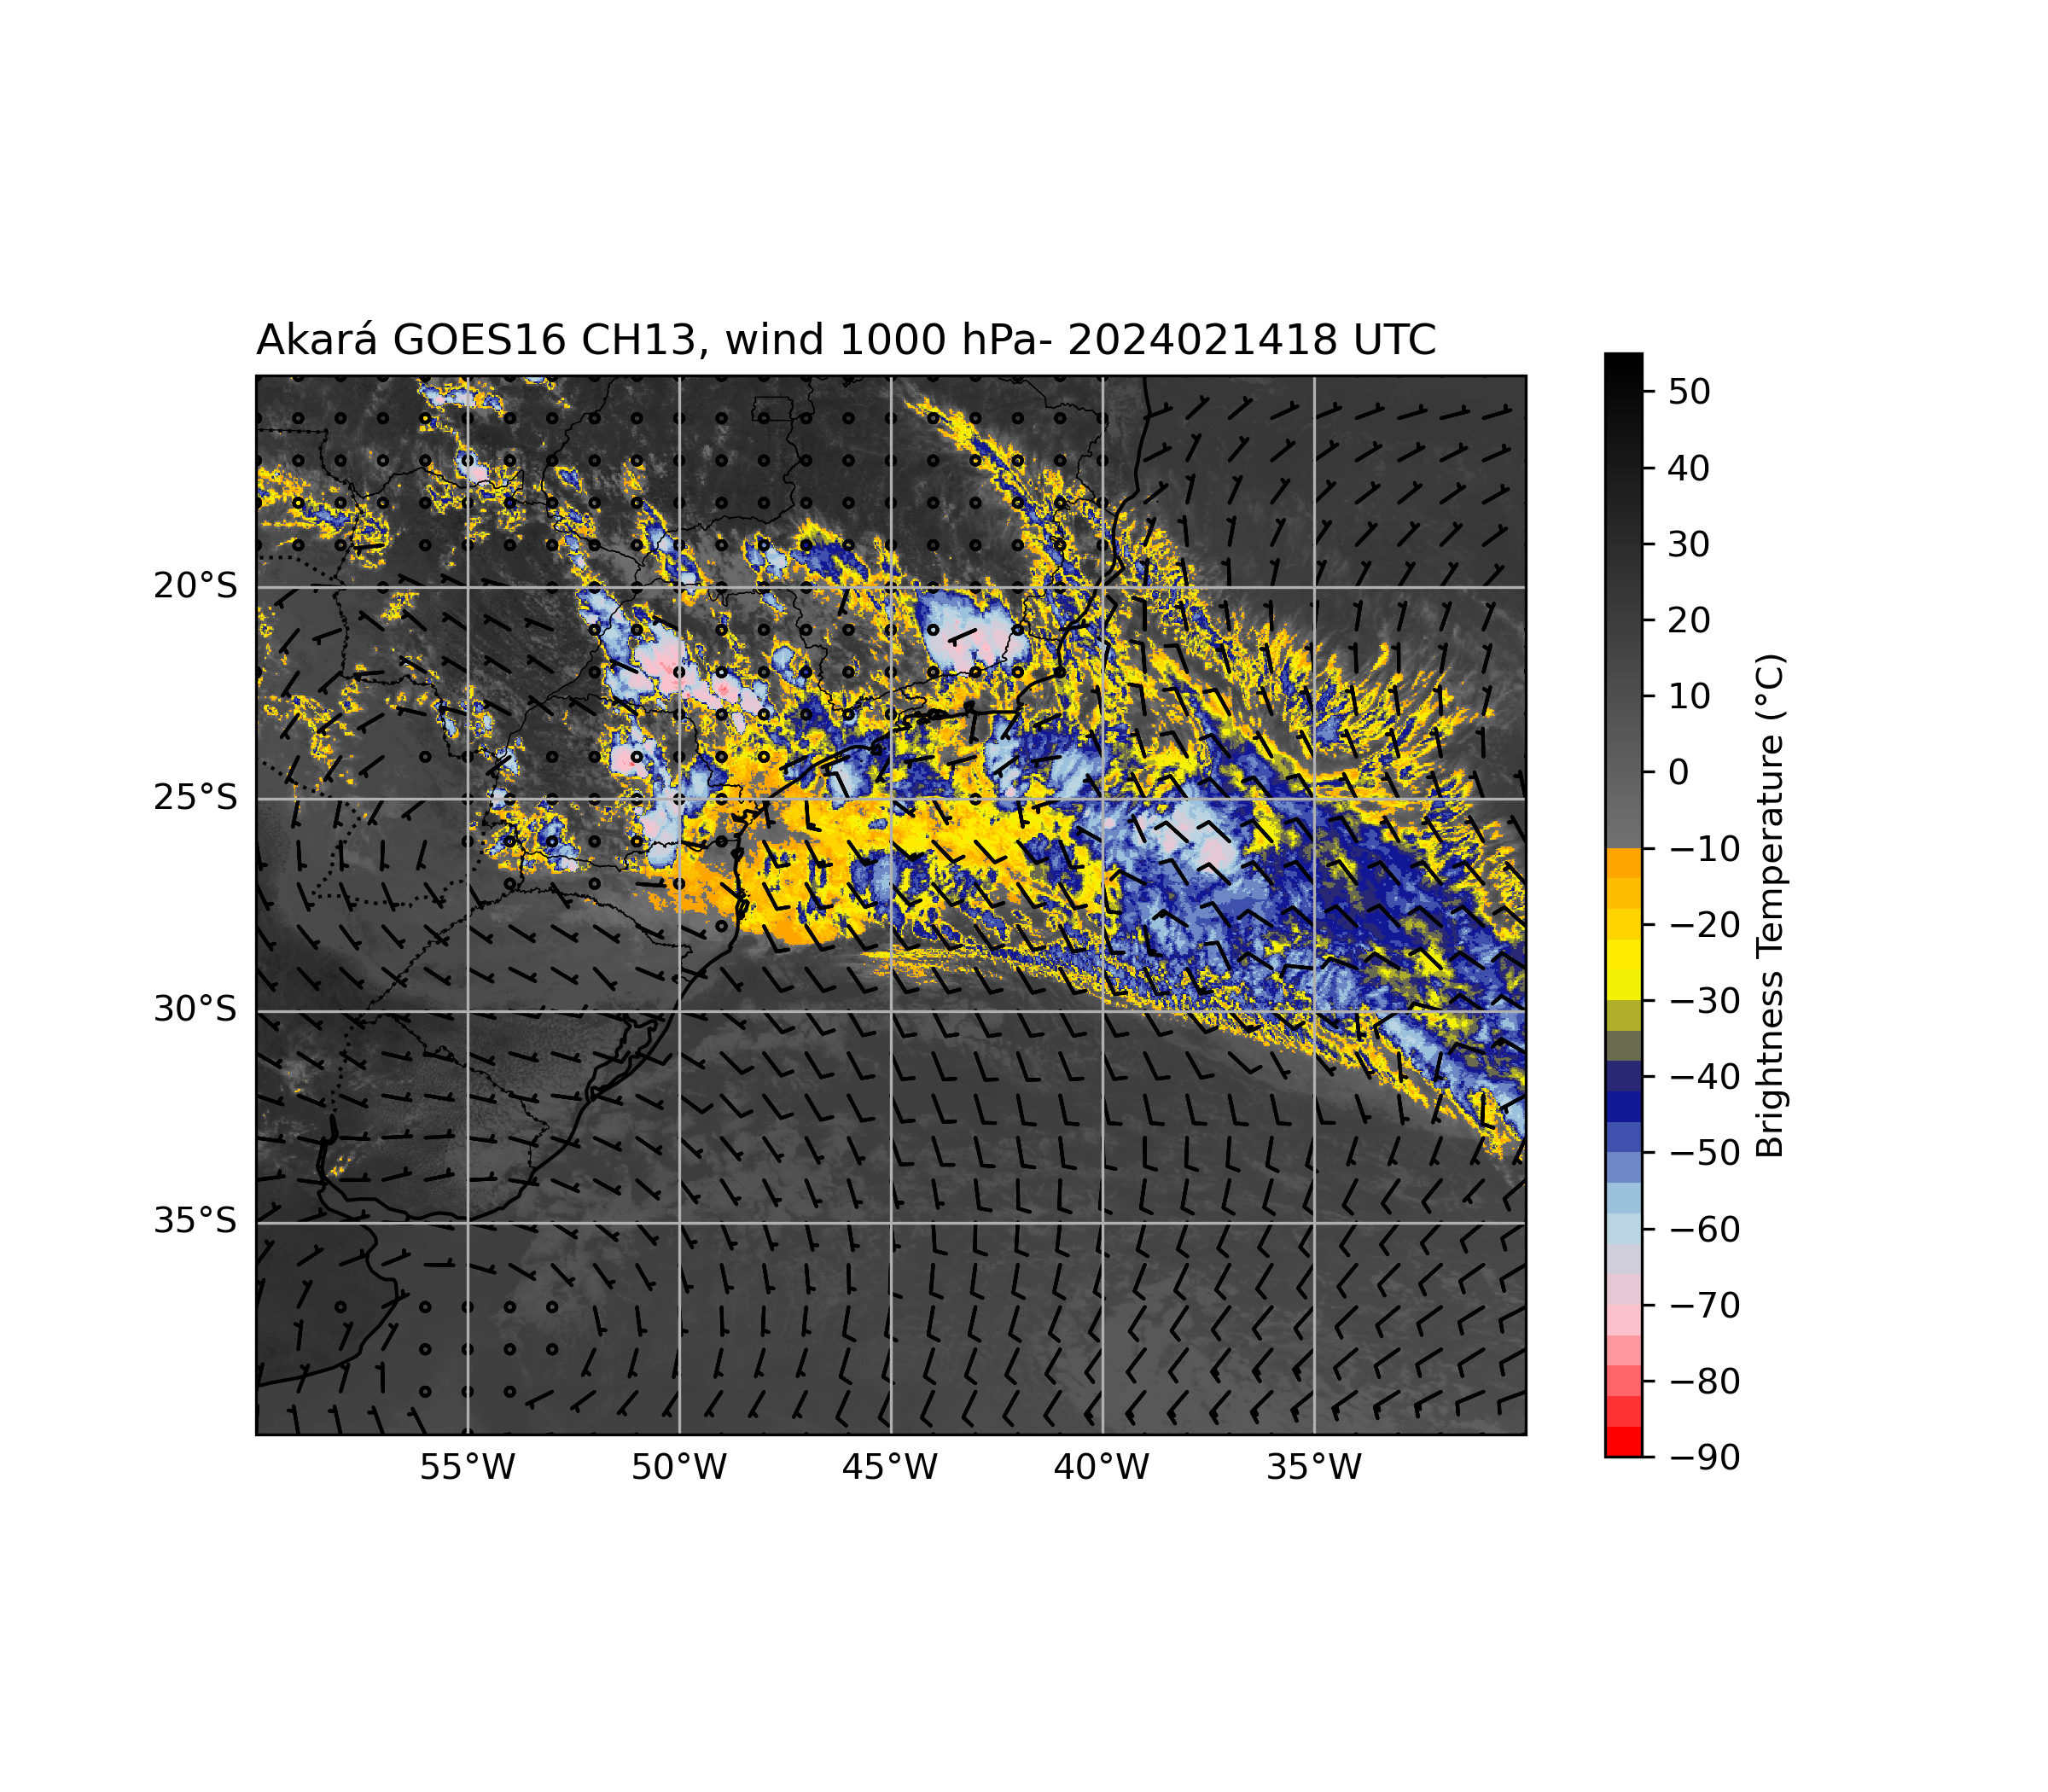 Akará GOES16 CH13, wind 1000 hPa- 2024021418 UTC
20°S
25°S
30°S
35°S
55°W
50°W
45°W
40°W
35°W
50
40
30
20
10
0
−10
−20
−30
−40
−50
−60
−70
−80
−90
Brightness Temperature (°C)